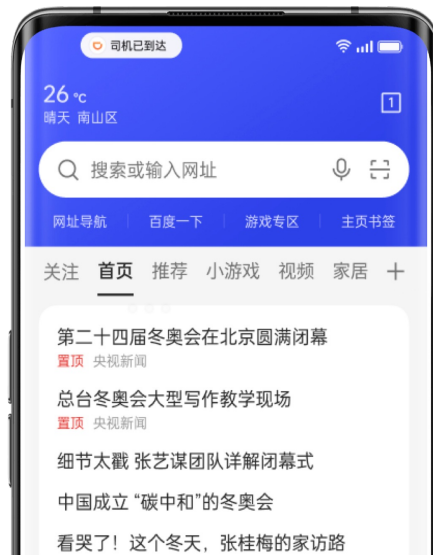 司机已到达
26 ℃
晴天 南山区
1
搜索或输入网址
网址导航 百度一下 游戏专区 主页书签
关注 首页 推荐 小游戏 视频 家居 +
第二十四届冬奥会在北京圆满闭幕
置顶 央视新闻
总台冬奥会大型写作教学现场
置顶 央视新闻
细节太戳 张艺谋团队详解闭幕式
中国成立“碳中和”的冬奥会
看哭了！这个冬天，张桂梅的家访路